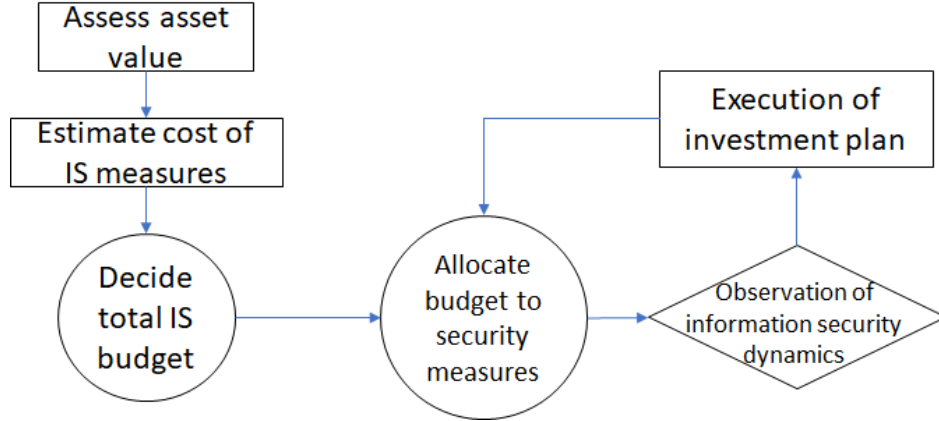 Assess asset
value
Estimate cost of
IS measures
Decide
total IS
budget
Allocate
budget to
security
measures
Observation of
information security
dynamics
Execution of
investment plan